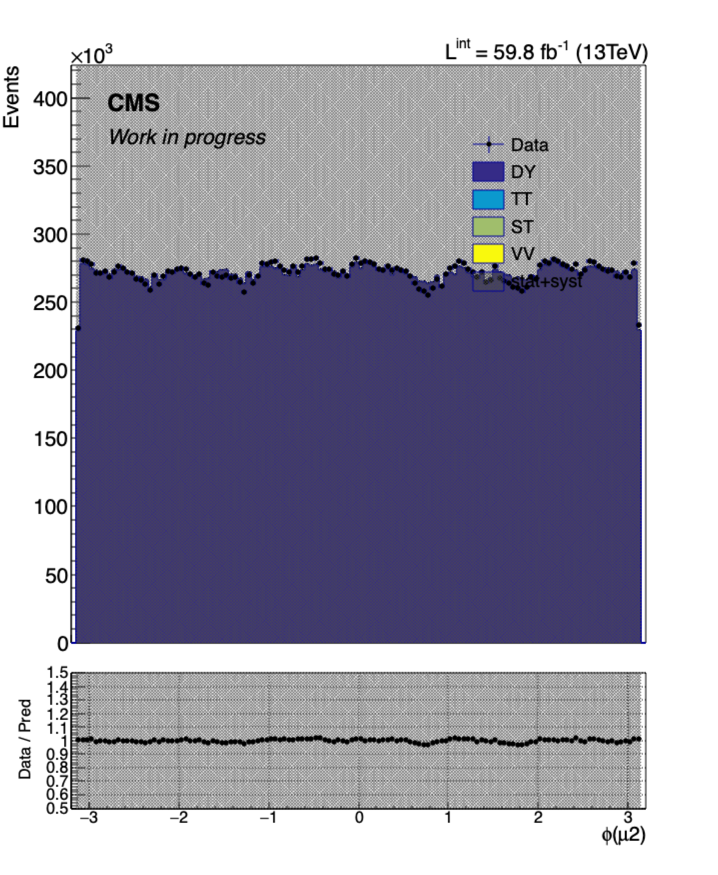 ×10³
L^int = 59.8 fb⁻¹ (13TeV)
Events
400
CMS
Work in progress
350
Data
DY
TT
ST
300
VV
stat+syst
250
200
150
100
50
0
Data / Pred
1.5
1.4
1.3
1.2
1.1
1
0.9
0.8
0.7
0.6
0.5
−3 −2 −1 0 1 2 3
ϕ(μ2)